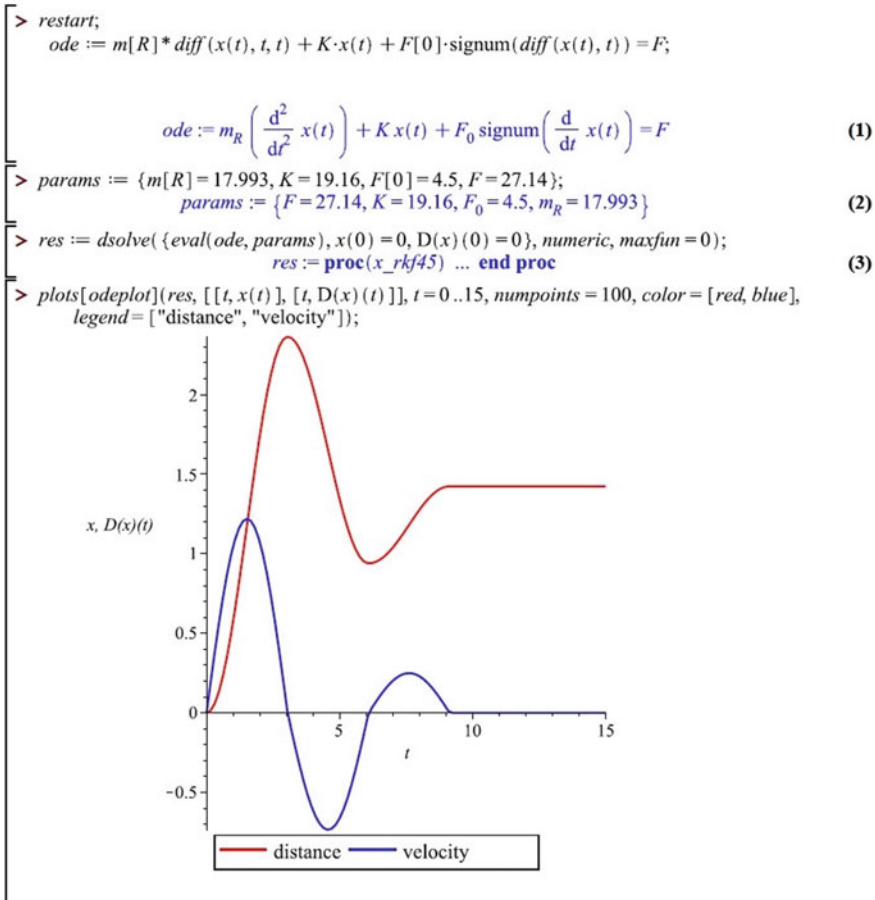 > restart;
ode := m[R]* diff(x(t), t, t) + K·x(t) + F[0]·signum(diff(x(t), t)) = F;
ode := m_R (d²/dt² x(t)) + K x(t) + F₀ signum(d/dt x(t)) = F (1)
> params := {m[R] = 17.993, K = 19.16, F[0] = 4.5, F = 27.14};
params := {F = 27.14, K = 19.16, F₀ = 4.5, m_R = 17.993} (2)
> res := dsolve({eval(ode, params), x(0) = 0, D(x)(0) = 0}, numeric, maxfun = 0);
res := proc(x_rkf45) ... end proc (3)
> plots[odeplot](res, [[t, x(t)], [t, D(x)(t)]], t = 0 ..15, numpoints = 100, color = [red, blue],
legend = ["distance", "velocity"]);
2
1.5
x, D(x)(t)
1
0.5
0
5 10 15
t
−0.5
distance velocity